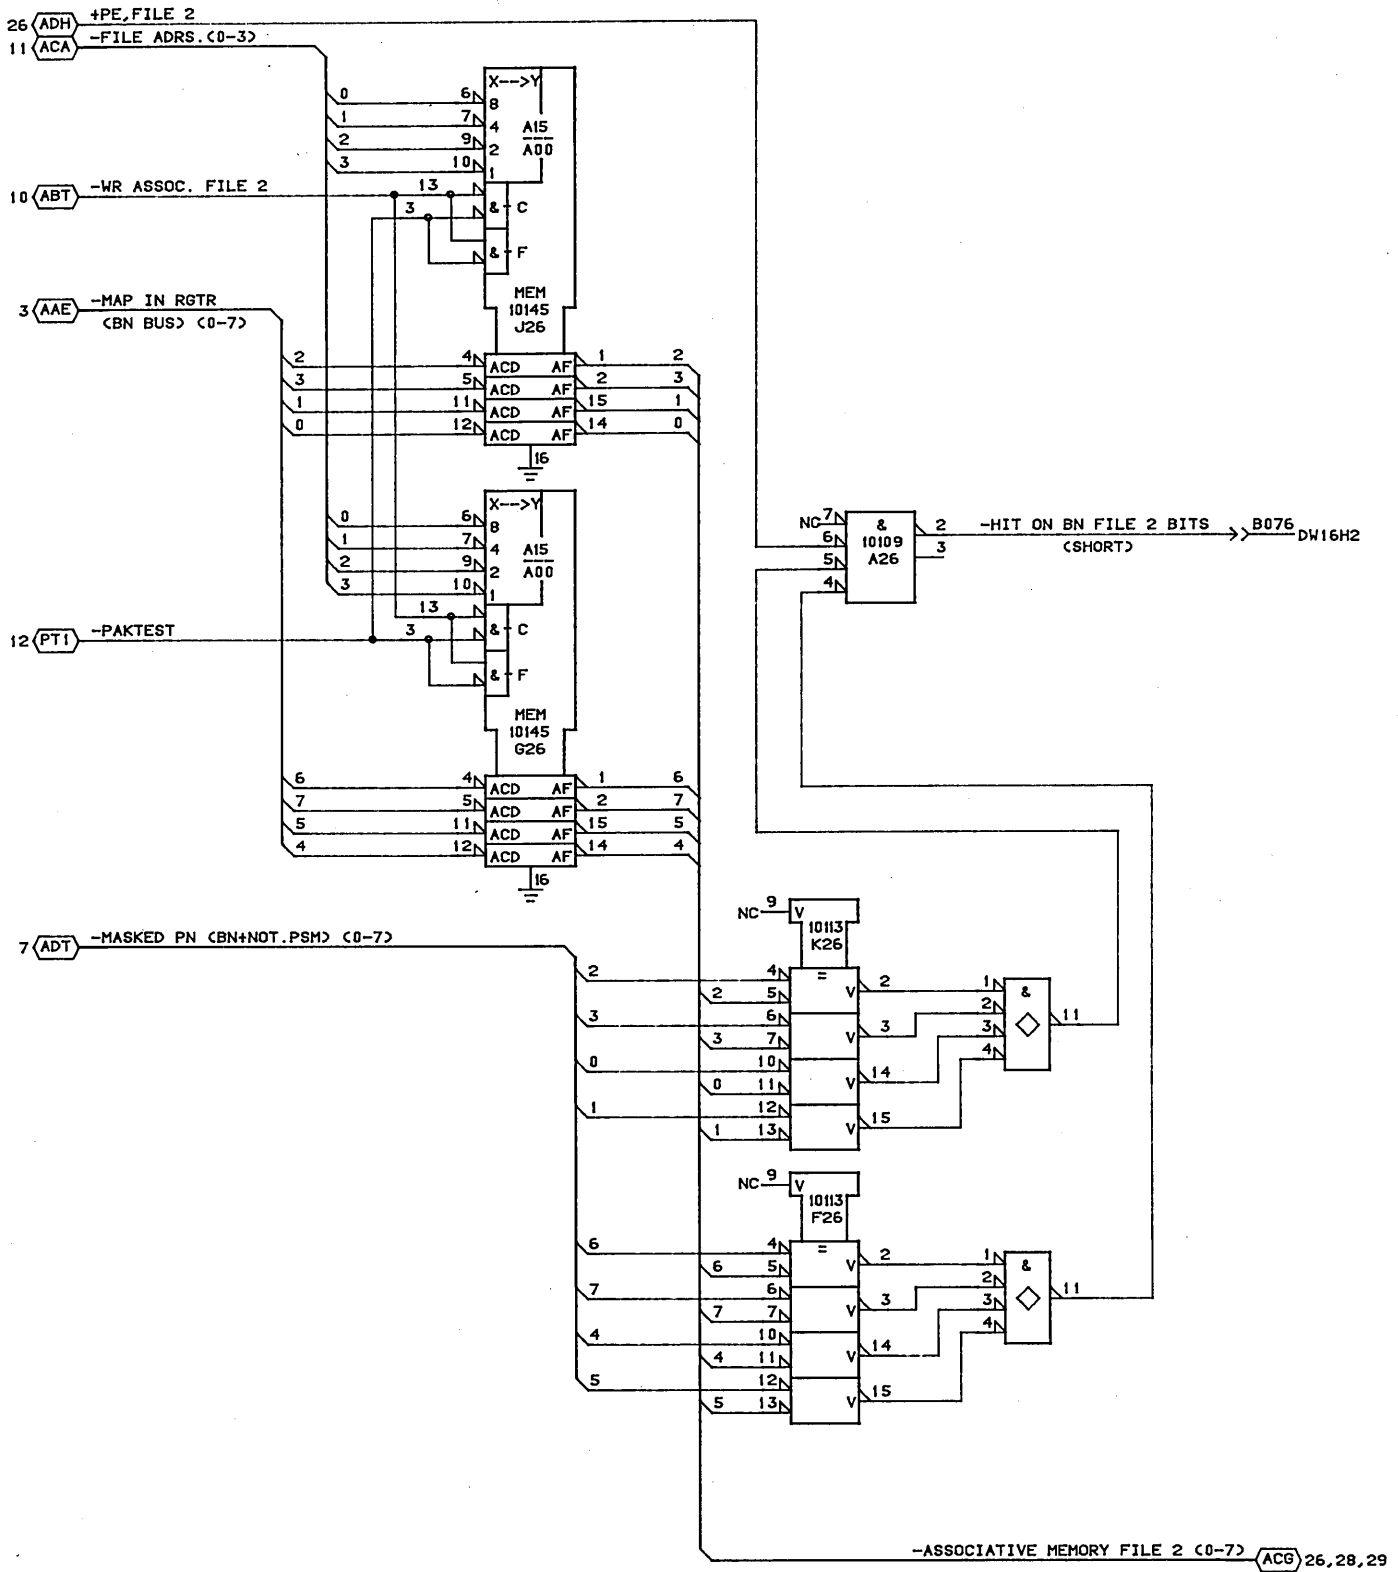 26 ADH +PE,FILE 2
11 ACA -FILE ADRS.(0-3)
X-->Y
0 6 8
1 7 4
2 9 2
3 10 1
A15
A00
10 ABT -WR ASSOC. FILE 2
13
3
& C
& F
3 AAE -MAP IN RGTR
(BN BUS) (0-7)
MEM
10145
J26
2 4 ACD AF 1 2
3 5 ACD AF 2 3
1 11 ACD AF 15 1
0 12 ACD AF 14 0
16
X-->Y
0 6 8
1 7 4
2 9 2
3 10 1
A15
A00
13
3
& C
& F
12 PT1 -PAKTEST
MEM
10145
G26
6 4 ACD AF 1 6
7 5 ACD AF 2 7
5 11 ACD AF 15 5
4 12 ACD AF 14 4
16
NC 7
6
5
4
&
10109
A26
2 -HIT ON BN FILE 2 BITS B076 DW16H2
3 (SHORT)
7 ADT -MASKED PN (BN+NOT.PSM) (0-7)
NC 9 V
10113
K26
=
2 4
2 5 V 2 1
3 6
3 7 V 3 2
0 10
0 11 V 14 3
1 12
1 13 V 15 4
&
11
NC 9 V
10113
F26
=
6 4
6 5 V 2 1
7 6
7 7 V 3 2
4 10
4 11 V 14 3
5 12
5 13 V 15 4
&
11
-ASSOCIATIVE MEMORY FILE 2 (0-7) ACG 26,28,29